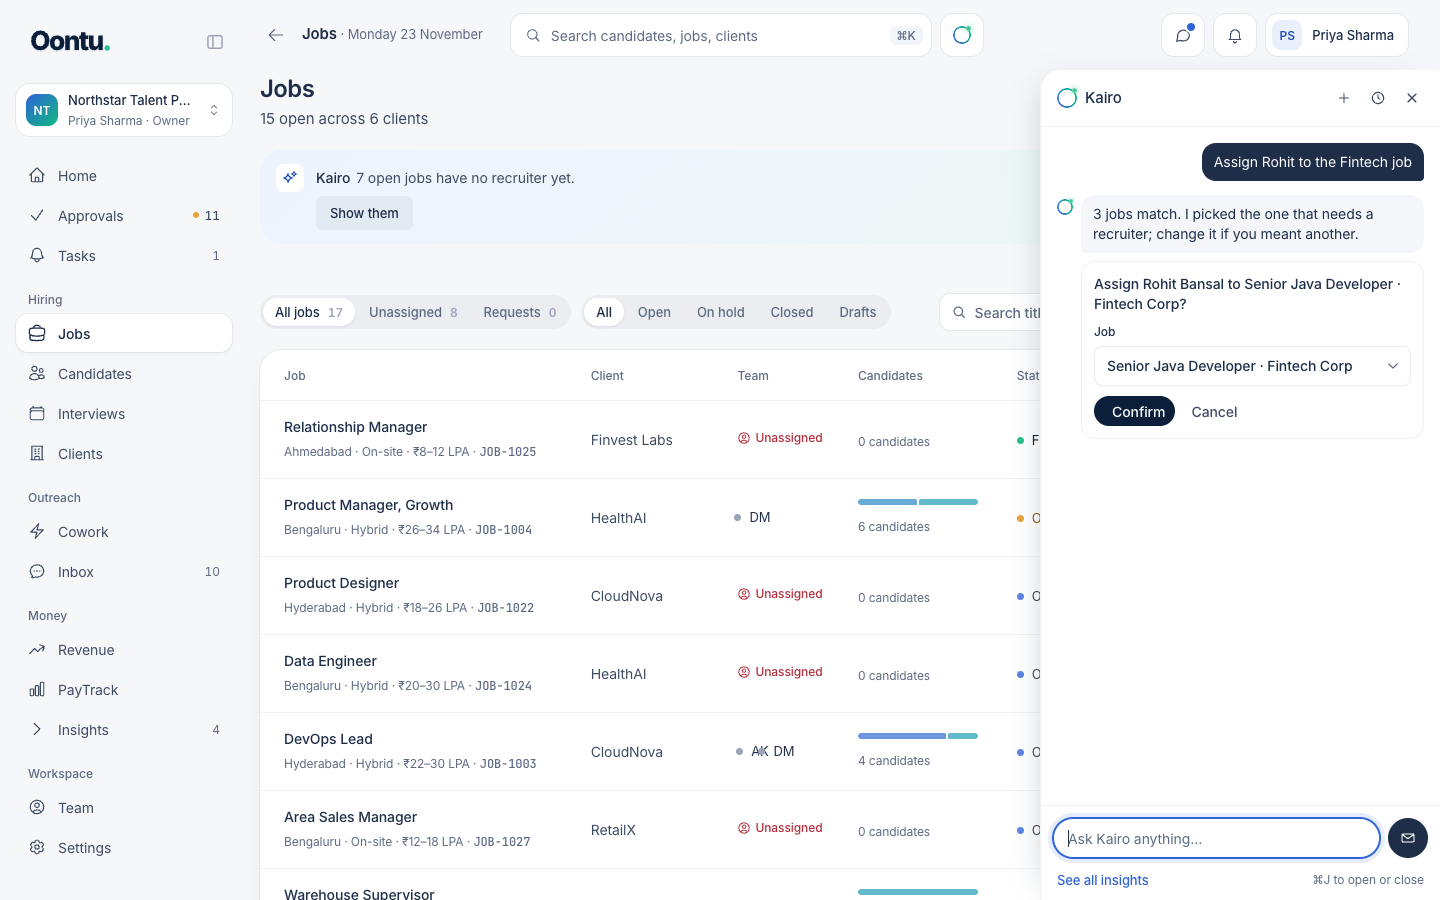 Oontu.
Jobs · Monday 23 November
Search candidates, jobs, clients
⌘K
PS
Priya Sharma
NT
Northstar Talent P...
Priya Sharma · Owner
Home
Approvals
11
Tasks
1
Hiring
Jobs
Candidates
Interviews
Clients
Outreach
Cowork
Inbox
10
Money
Revenue
PayTrack
Insights
4
Workspace
Team
Settings
Jobs
15 open across 6 clients
Kairo 7 open jobs have no recruiter yet.
Show them
All jobs 17
Unassigned 8
Requests 0
All
Open
On hold
Closed
Drafts
Search titl
Job Client Team Candidates Stat
Relationship Manager
Ahmedabad · On-site · ₹8–12 LPA · JOB-1025
Finvest Labs
Unassigned
0 candidates
F
Product Manager, Growth
Bengaluru · Hybrid · ₹26–34 LPA · JOB-1004
HealthAI
DM
6 candidates
O
Product Designer
Hyderabad · Hybrid · ₹18–26 LPA · JOB-1022
CloudNova
Unassigned
0 candidates
O
Data Engineer
Bengaluru · Hybrid · ₹20–30 LPA · JOB-1024
HealthAI
Unassigned
0 candidates
O
DevOps Lead
Hyderabad · Hybrid · ₹22–30 LPA · JOB-1003
CloudNova
AK DM
4 candidates
O
Area Sales Manager
Bengaluru · On-site · ₹12–18 LPA · JOB-1027
RetailX
Unassigned
0 candidates
O
Warehouse Supervisor
Kairo
Assign Rohit to the Fintech job
3 jobs match. I picked the one that needs a
recruiter; change it if you meant another.
Assign Rohit Bansal to Senior Java Developer ·
Fintech Corp?
Job
Senior Java Developer · Fintech Corp
Confirm
Cancel
Ask Kairo anything...
See all insights
⌘J to open or close